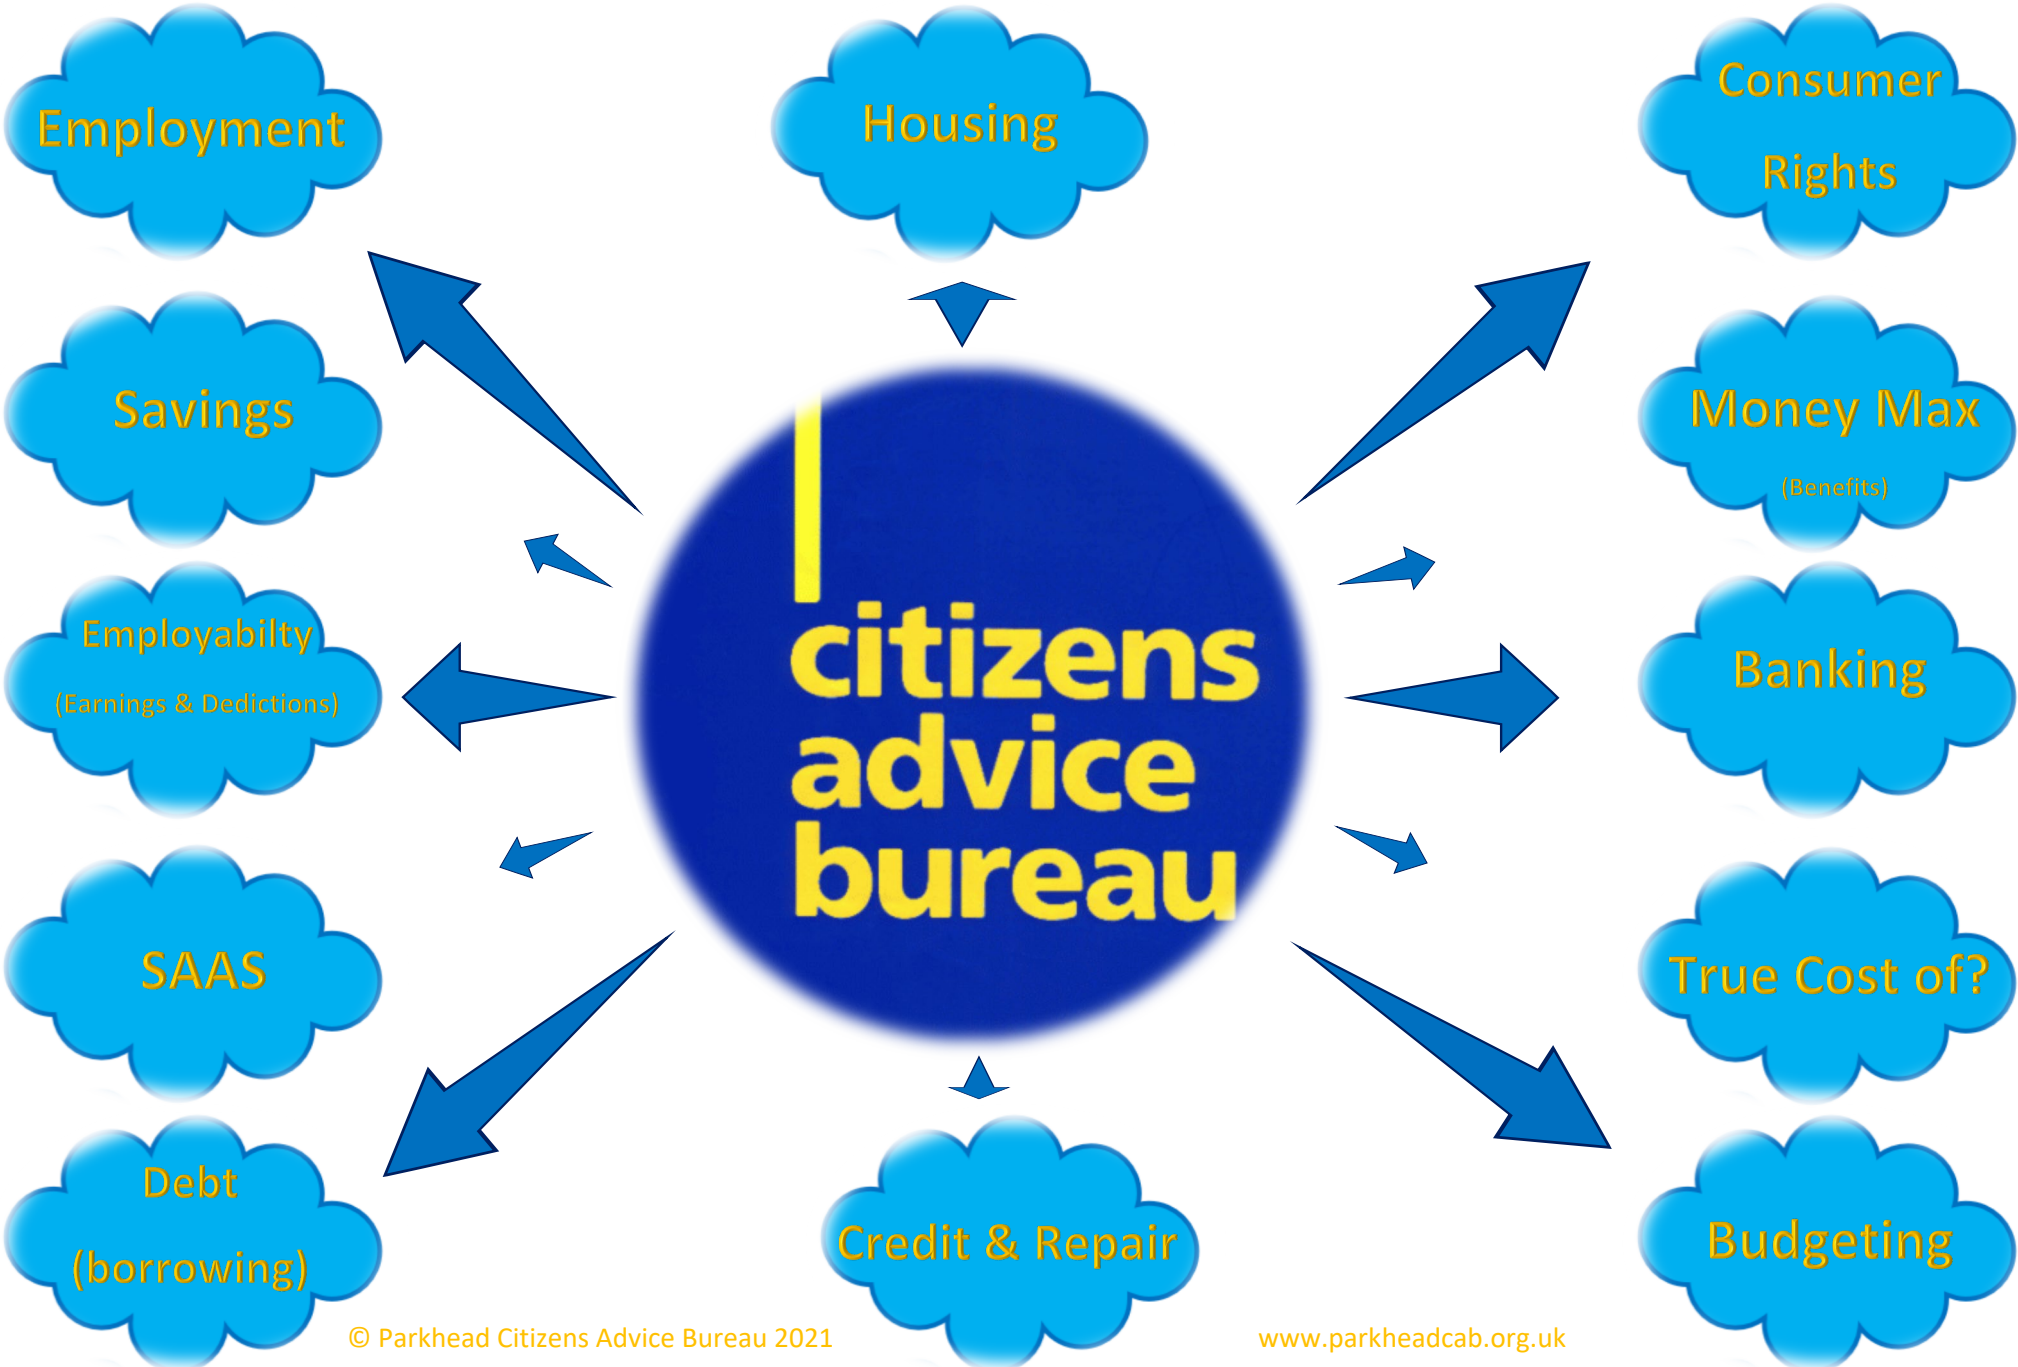 Employment
Housing
Consumer
Rights
Savings
Money Max
(Benefits)
Employabilty
(Earnings & Dedictions)
Banking
citizens
advice
bureau
SAAS
True Cost of?
Debt
(borrowing)
Credit & Repair
Budgeting
© Parkhead Citizens Advice Bureau 2021
www.parkheadcab.org.uk